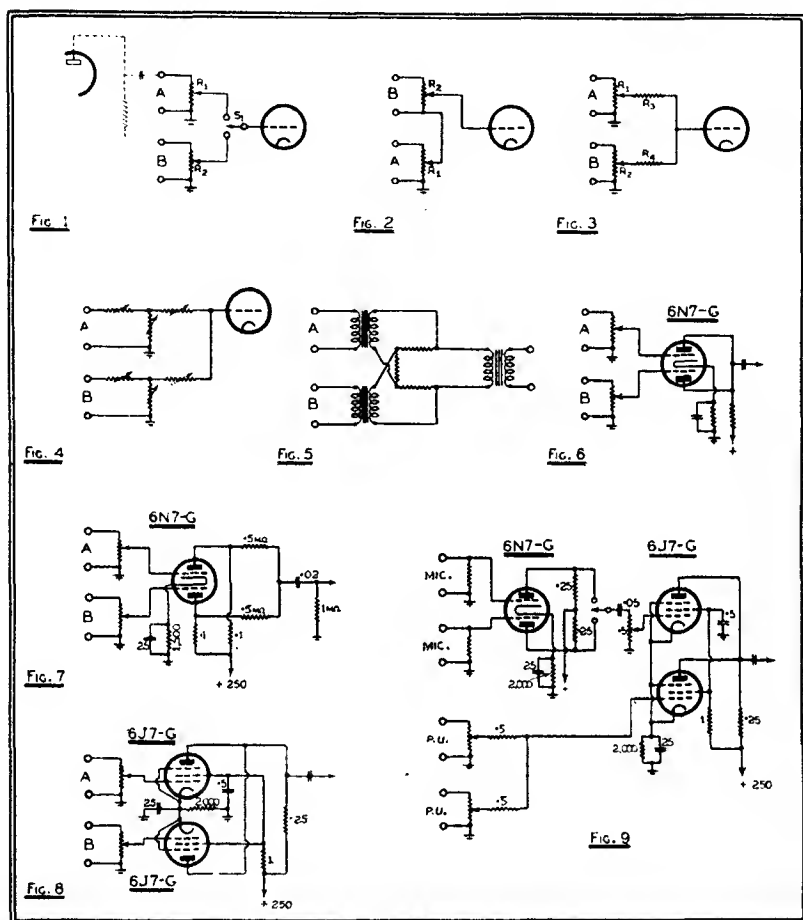 A R1
S1
B R2
FIG. 1
B R2
A R1
FIG. 2
A R1 R3
B R2 R4
FIG. 3
A
B
FIG. 4
A
B
FIG. 5
6N7-G
A
B
+
FIG. 6
6N7-G
A
B
.5MΩ
.5MΩ
.02
1MΩ
25
1,500
.1
.1
+ 250
FIG. 7
6J7-G
A
B
25
2,000
.5
.25
1
6J7-G
+ 250
FIG. 8
6N7-G
6J7-G
MIC.
MIC.
.25
.25
.05
.5
.5
25
2,000
+
P.U.
.5
P.U.
.5
2,000
25
1
.25
+ 250
FIG. 9